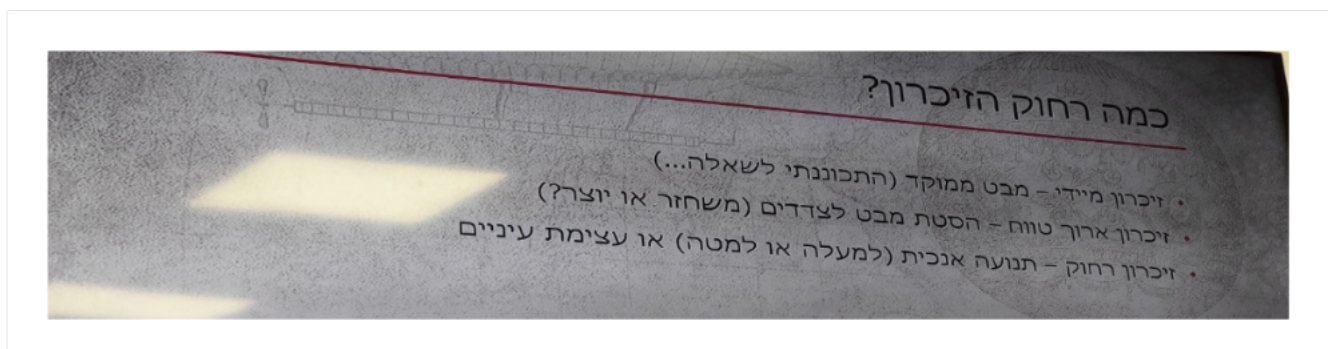 כמה רחוק הזיכרון?
• זיכרון מיידי – מבט ממוקד (התכוננתי לשאלה...)
• זיכרון ארוך טווח – הסטת מבט לצדדים (משחזר או יוצר?)
• זיכרון רחוק – תנועה אנכית (למעלה או למטה) או עצימת עיניים